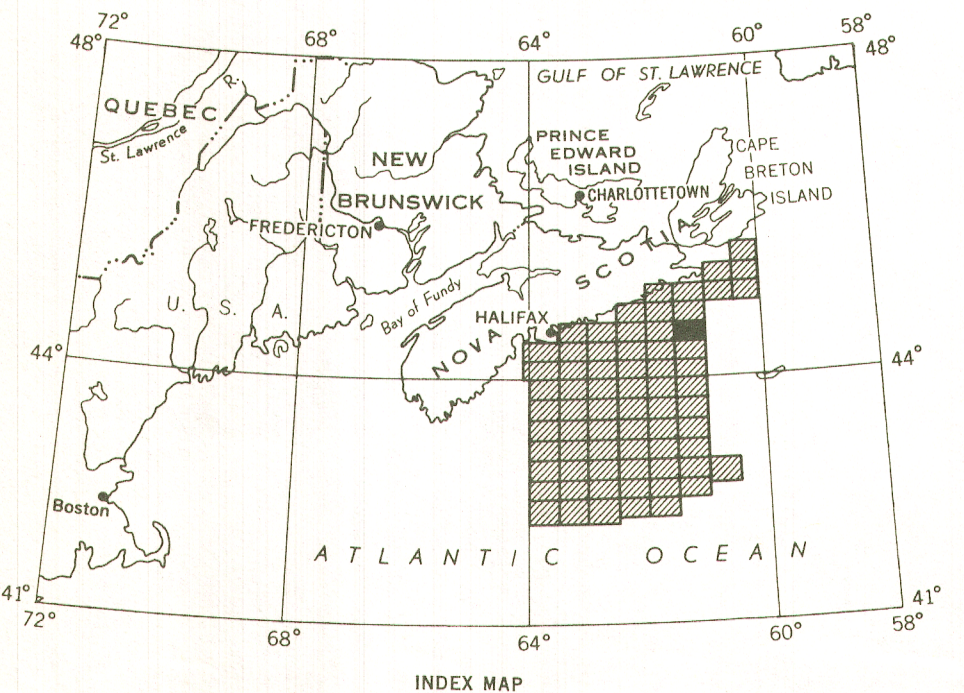 72°
68°
64°
60°
58°
48°
48°
GULF OF ST. LAWRENCE
QUEBEC
R.
St. Lawrence
PRINCE
EDWARD
ISLAND
CHARLOTTETOWN
CAPE
BRETON
ISLAND
NEW
BRUNSWICK
FREDERICTON
NOVA SCOTIA
Bay of Fundy
HALIFAX
U. S. A.
44°
44°
Boston
ATLANTIC OCEAN
41°
41°
72°
68°
64°
60°
58°
INDEX MAP